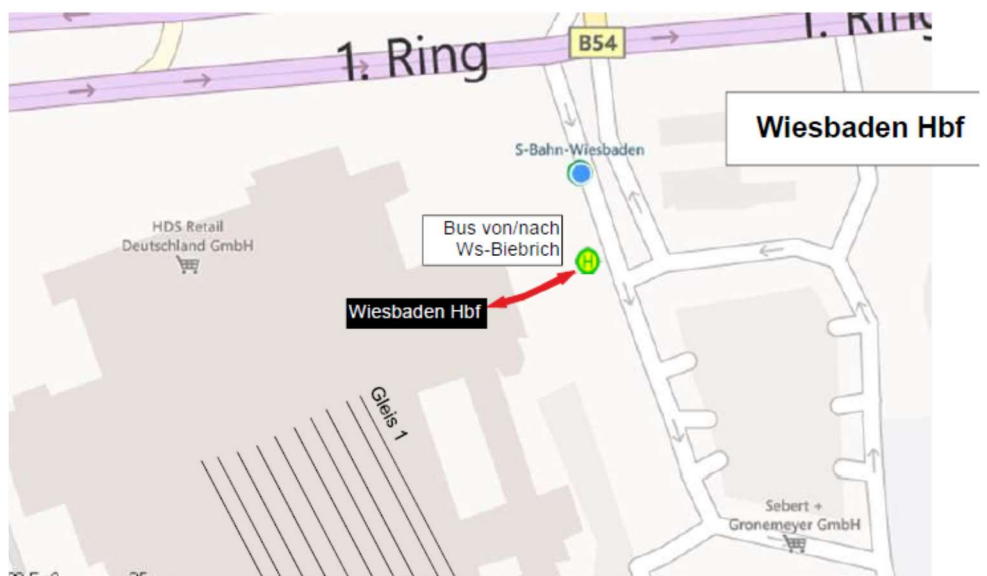 1. Ring
B54
1. Ring
Wiesbaden Hbf
S-Bahn-Wiesbaden
HDS Retail
Deutschland GmbH
Bus von/nach
Ws-Biebrich
H
Wiesbaden Hbf
Gleis 1
Sebert +
Gronemeyer GmbH